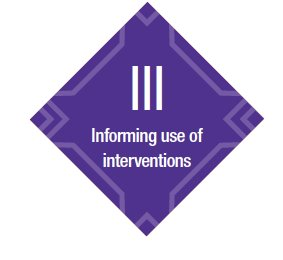 III
Informing use of
interventions